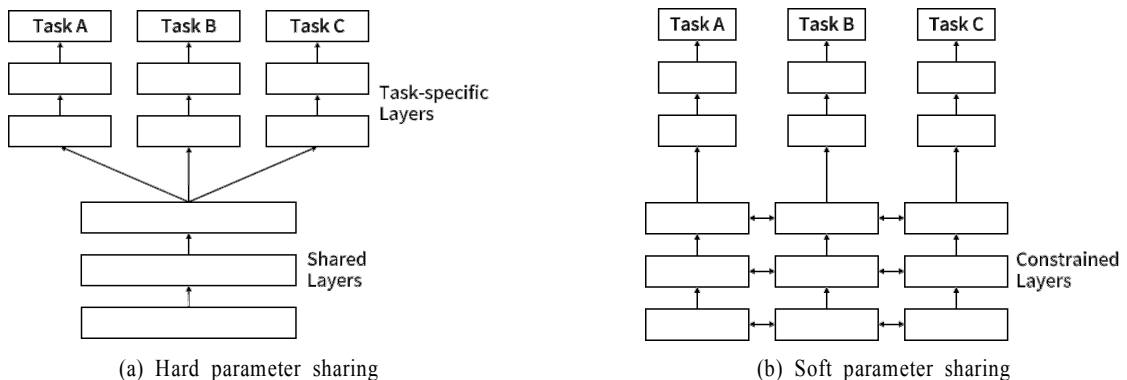 Task A Task B Task C
Task-specific
Layers
Shared
Layers
(a) Hard parameter sharing
Task A Task B Task C
Constrained
Layers
(b) Soft parameter sharing